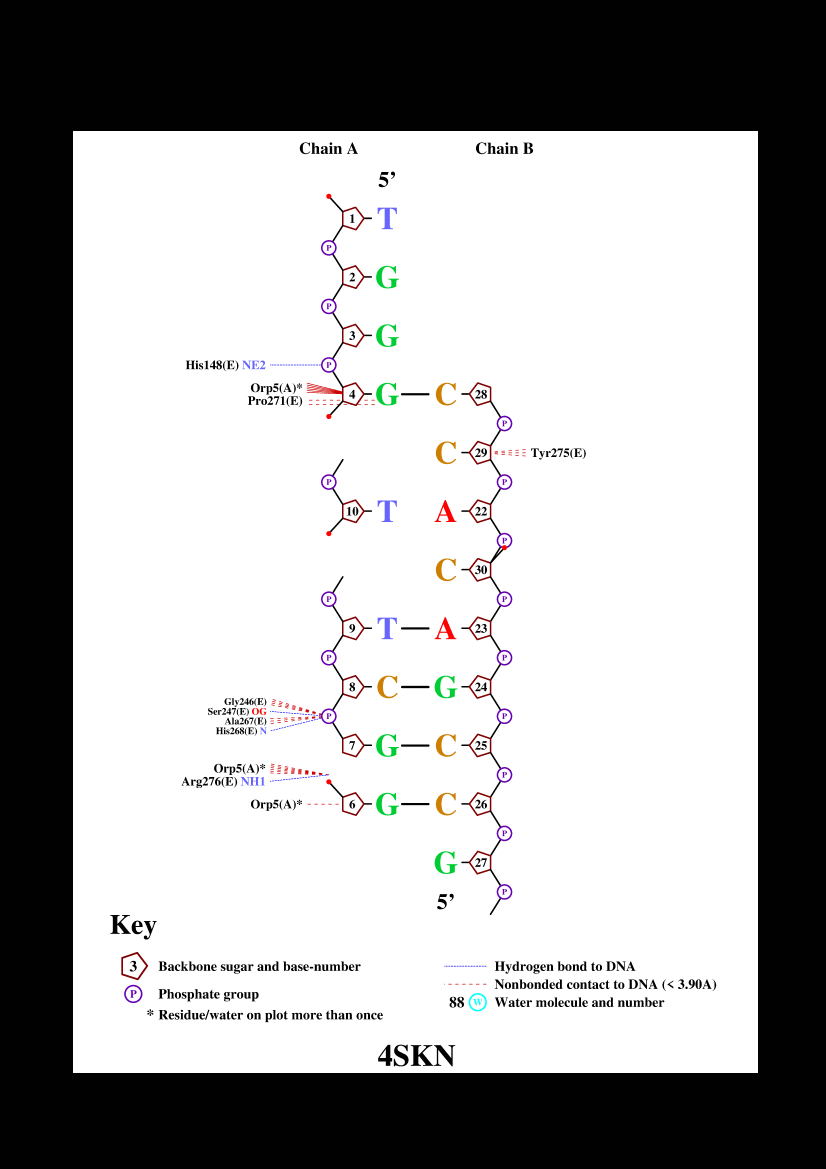 Chain A Chain B
5’
1 T
P
2 G
P
3 G
His148(E) NE2 P
Orp5(A)*
4 G C 28
Pro271(E)
P
C 29 Tyr275(E)
P P
10 T A 22
P
C 30
P P
9 T A 23
P P
8 C G 24
Gly246(E)
Ser247(E) OG
P P
Ala267(E)
His268(E) N
7 G C 25
Orp5(A)*
P
Arg276(E) NH1
Orp5(A)* 6 G C 26
P
G 27
P
5’
Key
3 Backbone sugar and base-number
P Phosphate group
* Residue/water on plot more than once
Hydrogen bond to DNA
Nonbonded contact to DNA (< 3.90A)
88 W Water molecule and number
4SKN